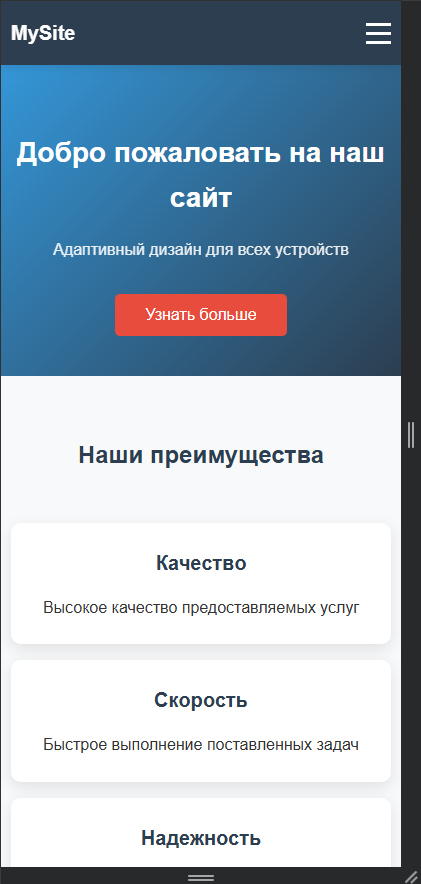 MySite
Добро пожаловать на наш
сайт
Адаптивный дизайн для всех устройств
Узнать больше
Наши преимущества
Качество
Высокое качество предоставляемых услуг
Скорость
Быстрое выполнение поставленных задач
Надежность